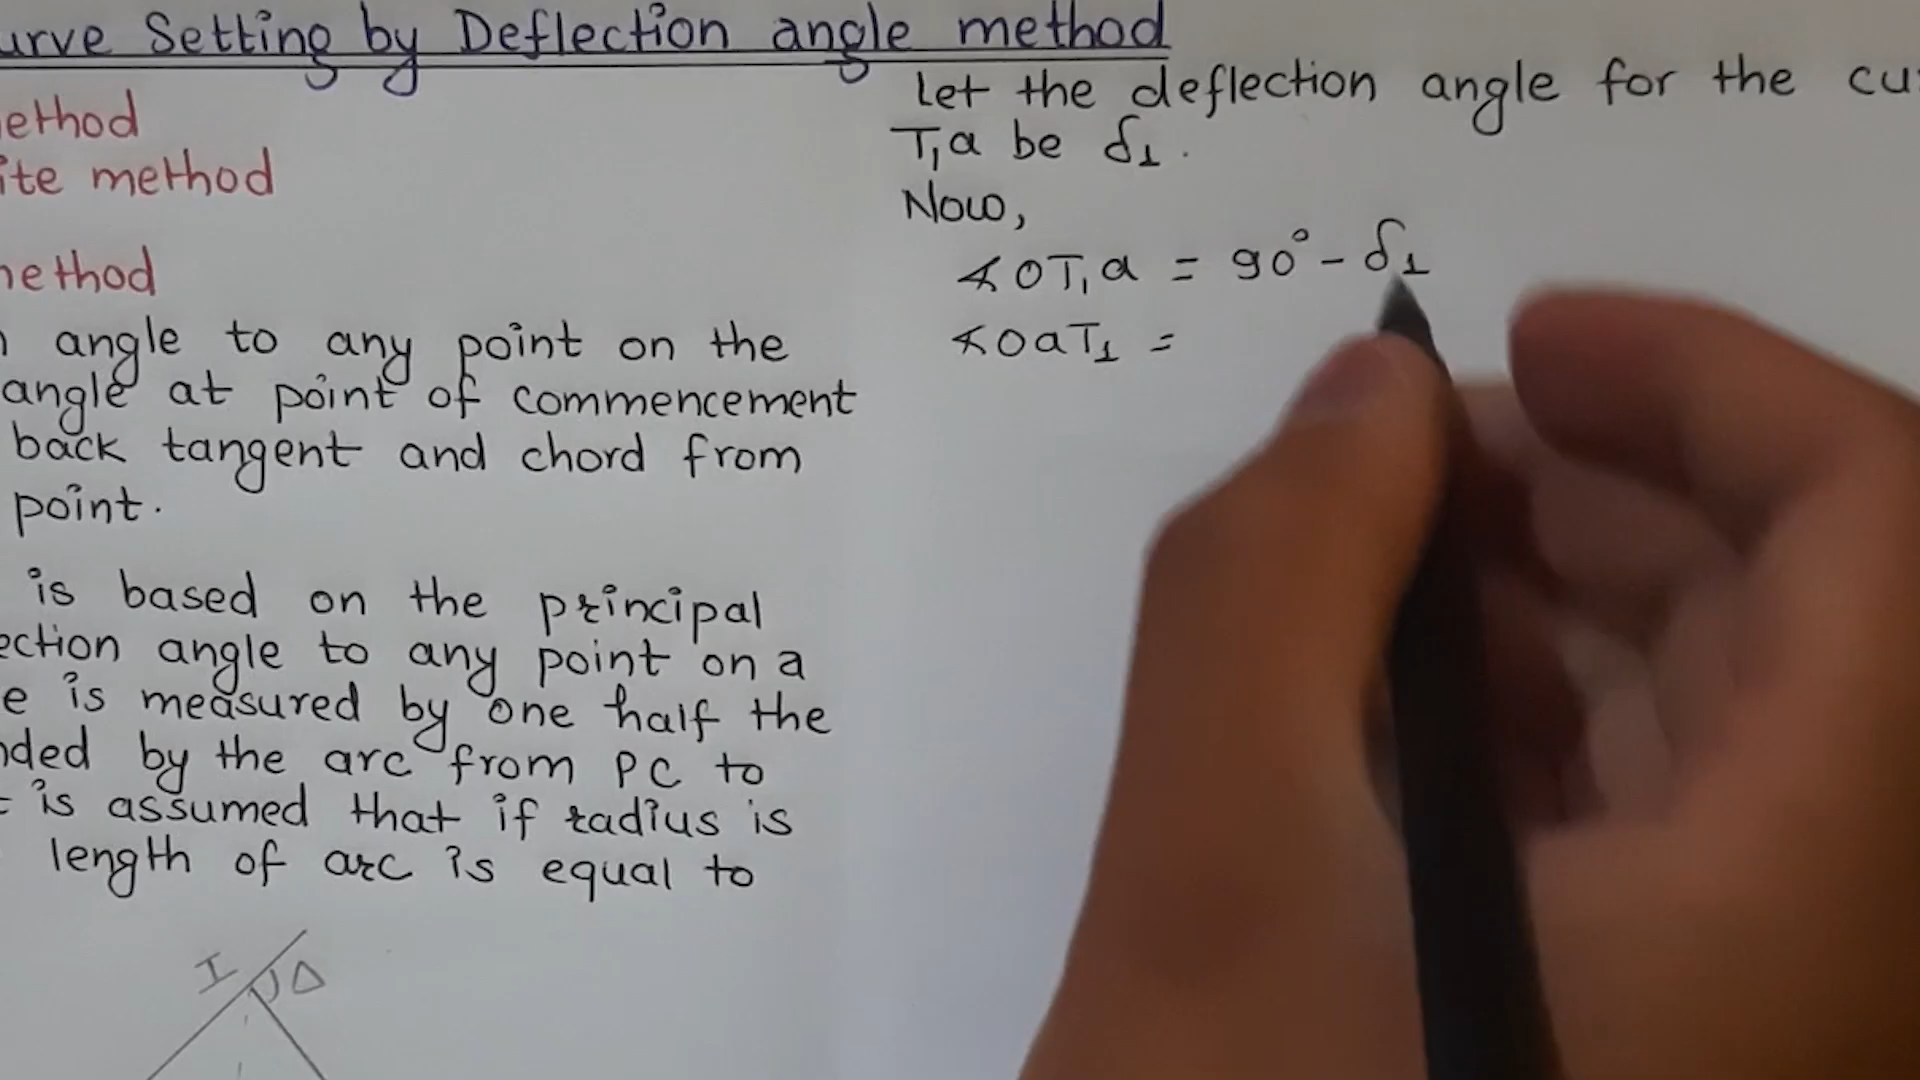 urve Setting by Deflection angle method
ethod
ite method
method
angle to any point on the
angle at point of commencement
back tangent and chord from
point.
is based on the principal
ection angle to any point on a
e is measured by one half the
nded by the arc from PC to
is assumed that if radius is
length of arc is equal to
I Δ
Let the deflection angle for the cu
T₁a be δ₁.
Now,
∡OT₁a = 90° - δ₁
∡OaT₁ =